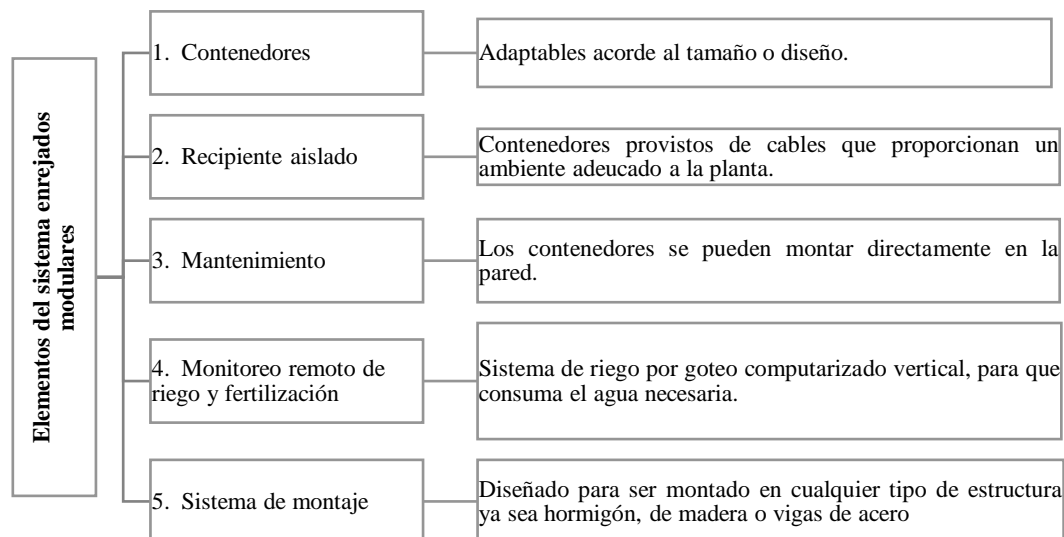 Elementos del sistema enrejados
modulares
1. Contenedores
Adaptables acorde al tamaño o diseño.
2. Recipiente aislado
Contenedores provistos de cables que proporcionan un
ambiente adeucado a la planta.
3. Mantenimiento
Los contenedores se pueden montar directamente en la
pared.
4. Monitoreo remoto de
riego y fertilización
Sistema de riego por goteo computarizado vertical, para que
consuma el agua necesaria.
5. Sistema de montaje
Diseñado para ser montado en cualquier tipo de estructura
ya sea hormigón, de madera o vigas de acero